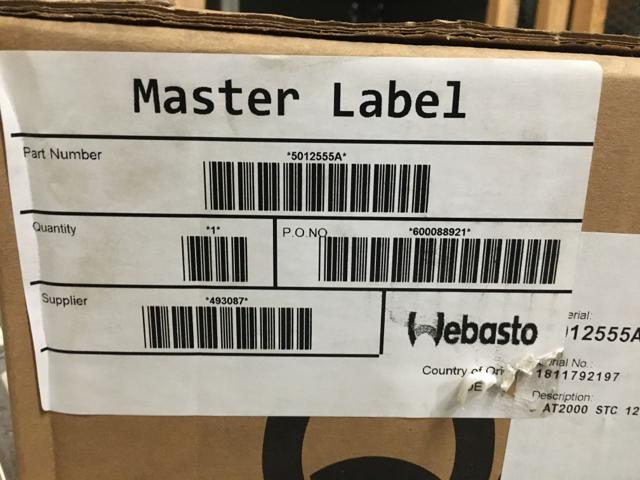 Master Label
Part Number
*5012555A*
Quantity
*1*
P.O.NO
*600088921*
Supplier
*493087*
Webasto
Country of Ori
DE
erial:
012555A
rial No.:
1811792197
Description:
AT2000 STC 12